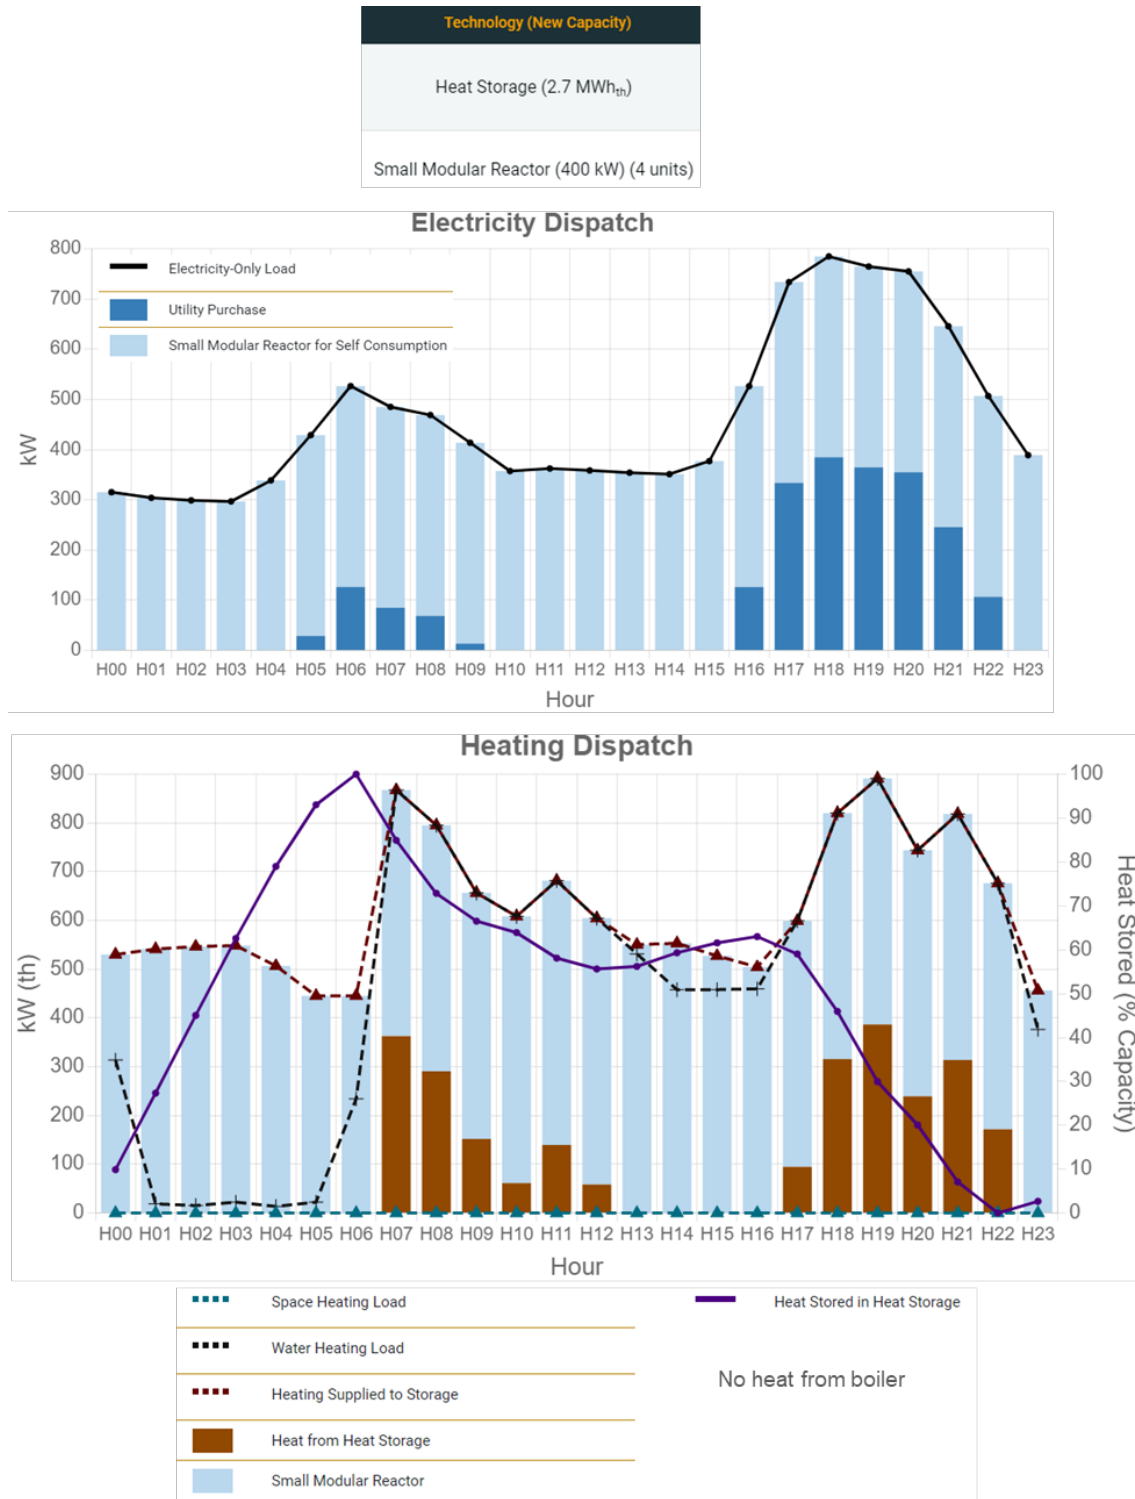 Technology (New Capacity)
Heat Storage (2.7 MWhth)
Small Modular Reactor (400 kW) (4 units)
Electricity Dispatch
800
700
600
500
400
300
200
100
0
kW
Electricity-Only Load
Utility Purchase
Small Modular Reactor for Self Consumption
H00 H01 H02 H03 H04 H05 H06 H07 H08 H09 H10 H11 H12 H13 H14 H15 H16 H17 H18 H19 H20 H21 H22 H23
Hour
Heating Dispatch
900
800
700
600
500
400
300
200
100
0
kW (th)
100
90
80
70
60
50
40
30
20
10
0
Heat Stored (% Capacity)
H00 H01 H02 H03 H04 H05 H06 H07 H08 H09 H10 H11 H12 H13 H14 H15 H16 H17 H18 H19 H20 H21 H22 H23
Hour
Space Heating Load
Water Heating Load
Heating Supplied to Storage
Heat from Heat Storage
Small Modular Reactor
Heat Stored in Heat Storage
No heat from boiler